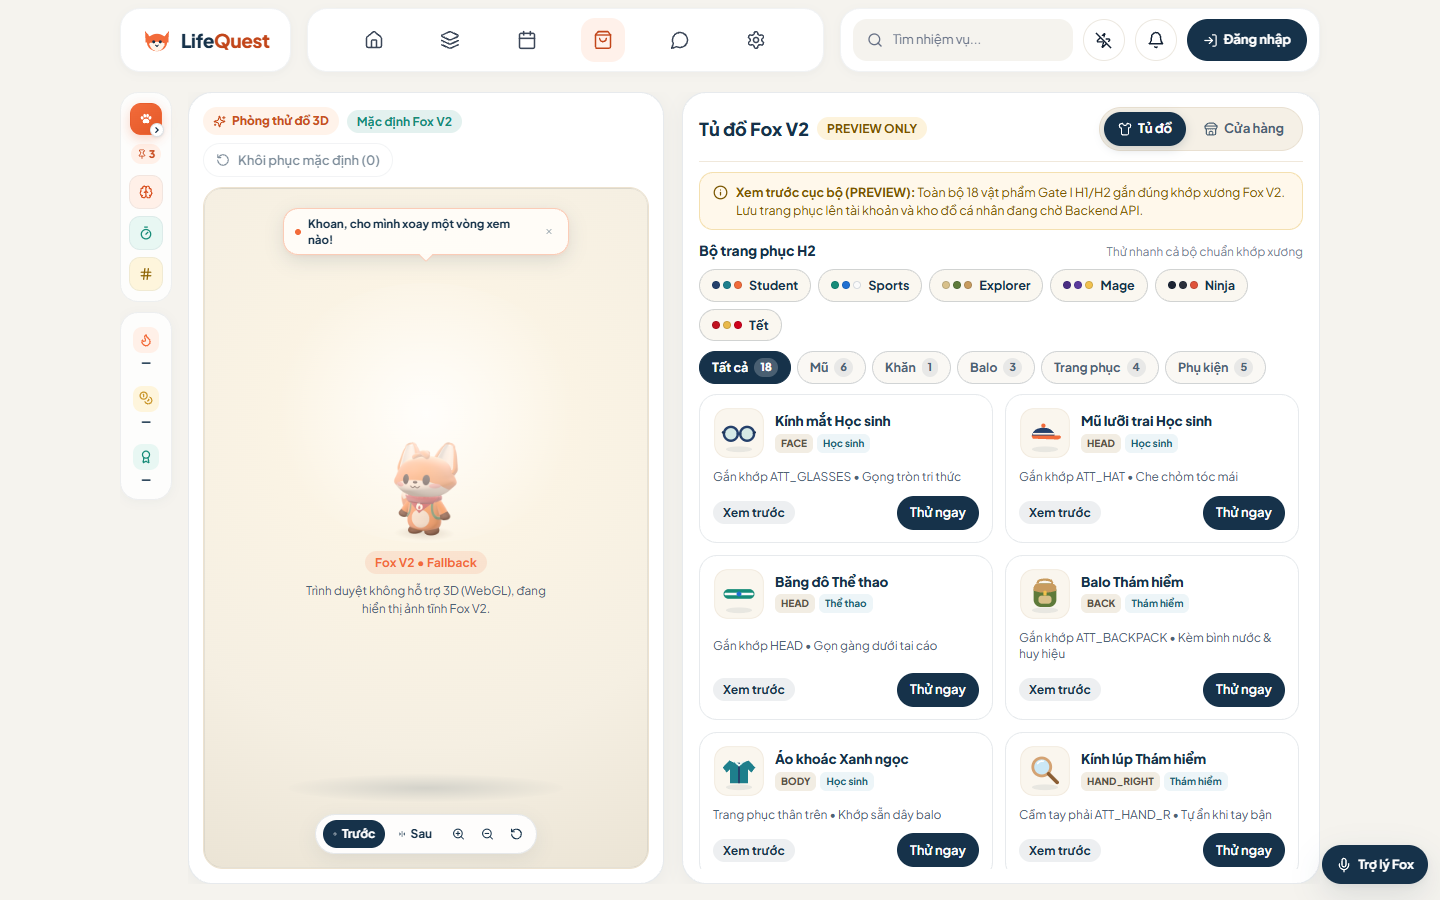 LifeQuest
Tìm nhiệm vụ...
Đăng nhập
3
Phòng thử đồ 3D
Mặc định Fox V2
Khôi phục mặc định (0)
Khoan, cho mình xoay một vòng xem
nào!
×
Fox V2 • Fallback
Trình duyệt không hỗ trợ 3D (WebGL), đang
hiển thị ảnh tĩnh Fox V2.
Trước
Sau
Tủ đồ Fox V2
PREVIEW ONLY
Tủ đồ
Cửa hàng
Xem trước cục bộ (PREVIEW): Toàn bộ 18 vật phẩm Gate I H1/H2 gắn đúng khớp xương Fox V2.
Lưu trang phục lên tài khoản và kho đồ cá nhân đang chờ Backend API.
Bộ trang phục H2
Thử nhanh cả bộ chuẩn khớp xương
Student
Sports
Explorer
Mage
Ninja
Tết
Tất cả 18
Mũ 6
Khăn 1
Balo 3
Trang phục 4
Phụ kiện 5
Kính mắt Học sinh
FACE Học sinh
Gắn khớp ATT_GLASSES • Gọng tròn tri thức
Xem trước
Thử ngay
Mũ lưỡi trai Học sinh
HEAD Học sinh
Gắn khớp ATT_HAT • Che chỏm tóc mái
Xem trước
Thử ngay
Băng đô Thể thao
HEAD Thể thao
Gắn khớp HEAD • Gọn gàng dưới tai cáo
Xem trước
Thử ngay
Balo Thám hiểm
BACK Thám hiểm
Gắn khớp ATT_BACKPACK • Kèm bình nước &
huy hiệu
Xem trước
Thử ngay
Áo khoác Xanh ngọc
BODY Học sinh
Trang phục thân trên • Khớp sẵn dây balo
Xem trước
Thử ngay
Kính lúp Thám hiểm
HAND_RIGHT Thám hiểm
Cầm tay phải ATT_HAND_R • Tự ẩn khi tay bận
Xem trước
Thử ngay
Trợ lý Fox